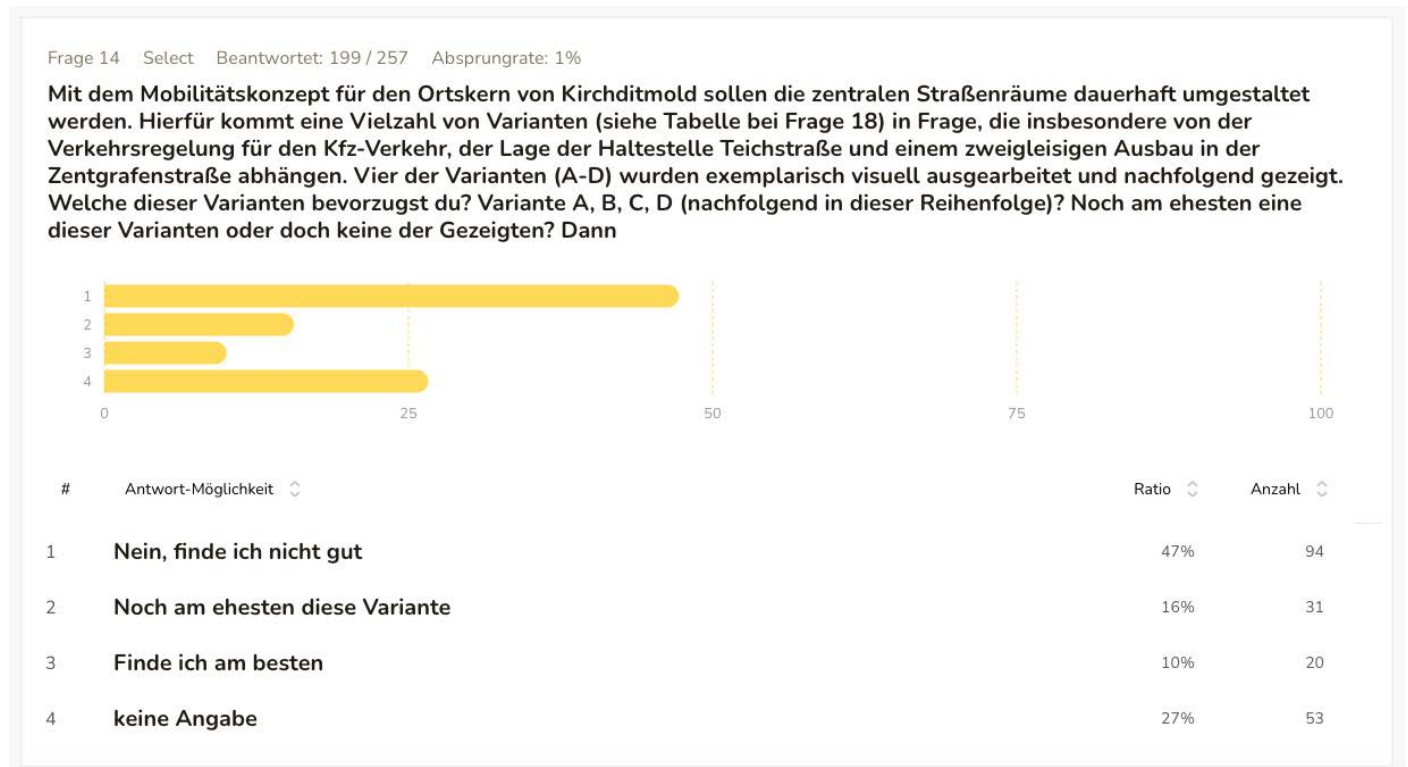 Frage 14 Select Beantwortet: 199 / 257 Absprungrate: 1%
Mit dem Mobilitätskonzept für den Ortskern von Kirchditmold sollen die zentralen Straßenräume dauerhaft umgestaltet
werden. Hierfür kommt eine Vielzahl von Varianten (siehe Tabelle bei Frage 18) in Frage, die insbesondere von der
Verkehrsregelung für den Kfz-Verkehr, der Lage der Haltestelle Teichstraße und einem zweigleisigen Ausbau in der
Zentgrafenstraße abhängen. Vier der Varianten (A-D) wurden exemplarisch visuell ausgearbeitet und nachfolgend gezeigt.
Welche dieser Varianten bevorzugst du? Variante A, B, C, D (nachfolgend in dieser Reihenfolge)? Noch am ehesten eine
dieser Varianten oder doch keine der Gezeigten? Dann
1
2
3
4
0 25 50 75 100
# Antwort-Möglichkeit Ratio Anzahl
1 Nein, finde ich nicht gut 47% 94
2 Noch am ehesten diese Variante 16% 31
3 Finde ich am besten 10% 20
4 keine Angabe 27% 53